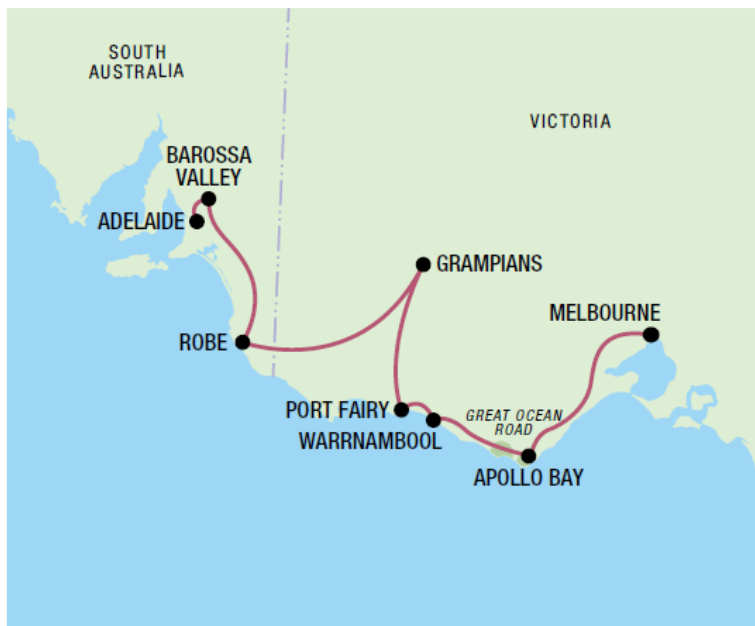 SOUTH
AUSTRALIA
VICTORIA
BAROSSA
VALLEY
ADELAIDE
GRAMPIANS
MELBOURNE
ROBE
PORT FAIRY
GREAT OCEAN
ROAD
WARRNAMBOOL
APOLLO BAY